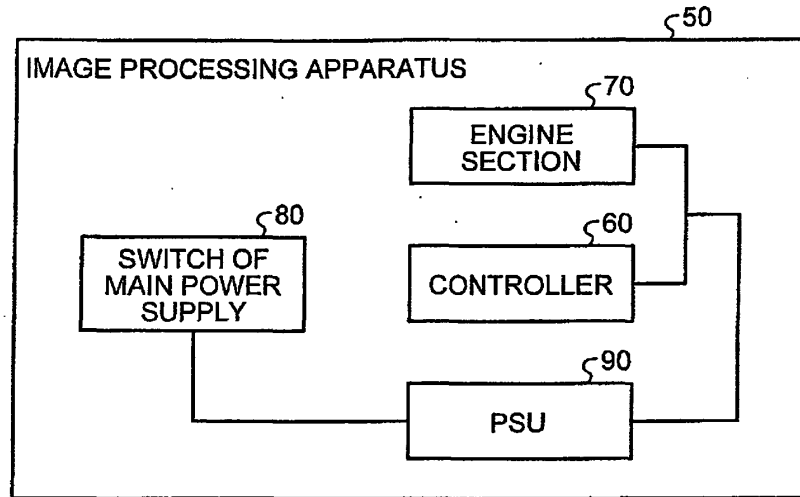 50
IMAGE PROCESSING APPARATUS
70
ENGINE
SECTION
80
SWITCH OF
MAIN POWER
SUPPLY
60
CONTROLLER
90
PSU